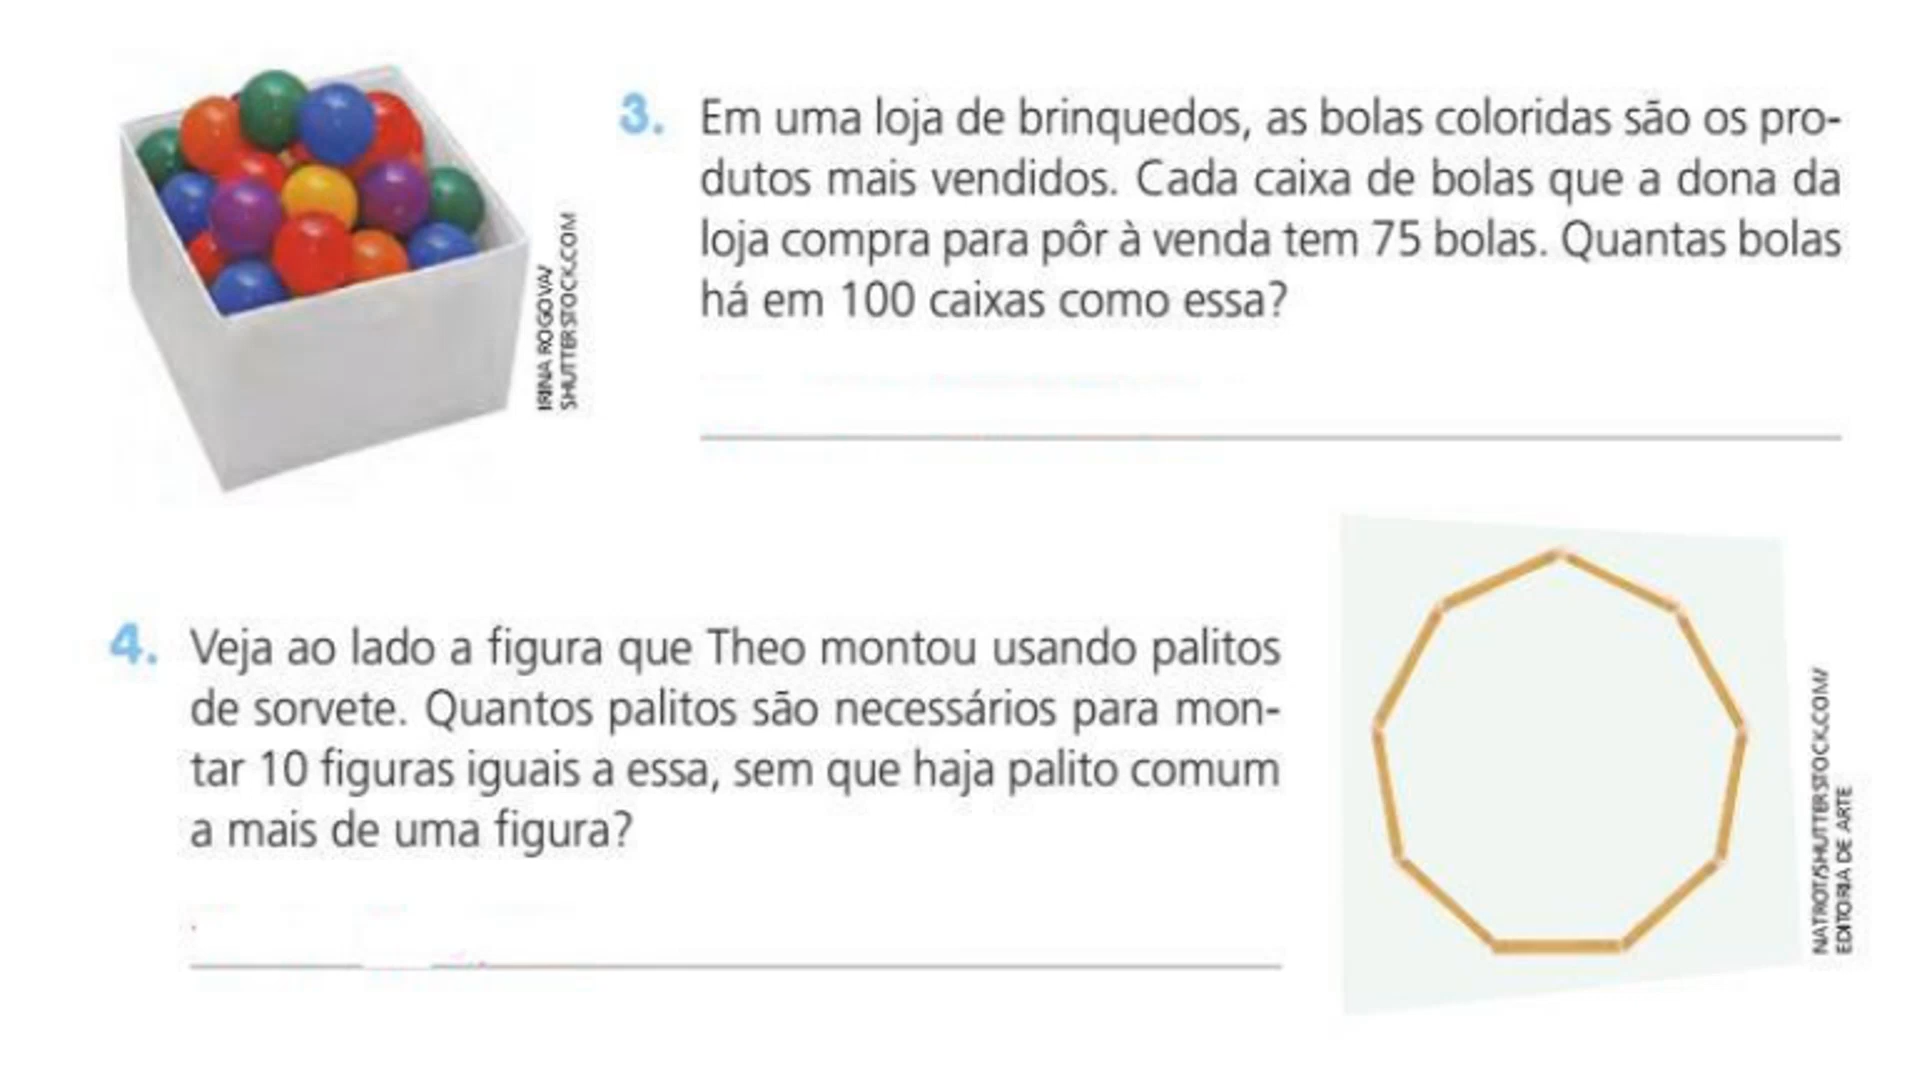 3. Em uma loja de brinquedos, as bolas coloridas são os pro-
dutos mais vendidos. Cada caixa de bolas que a dona da
loja compra para pôr à venda tem 75 bolas. Quantas bolas
há em 100 caixas como essa?
IRINA ROGOVA/
SHUTTERSTOCK.COM
4. Veja ao lado a figura que Theo montou usando palitos
de sorvete. Quantos palitos são necessários para mon-
tar 10 figuras iguais a essa, sem que haja palito comum
a mais de uma figura?
NATROT/SHUTTERSTOCK.COM/
EDITORIA DE ARTE